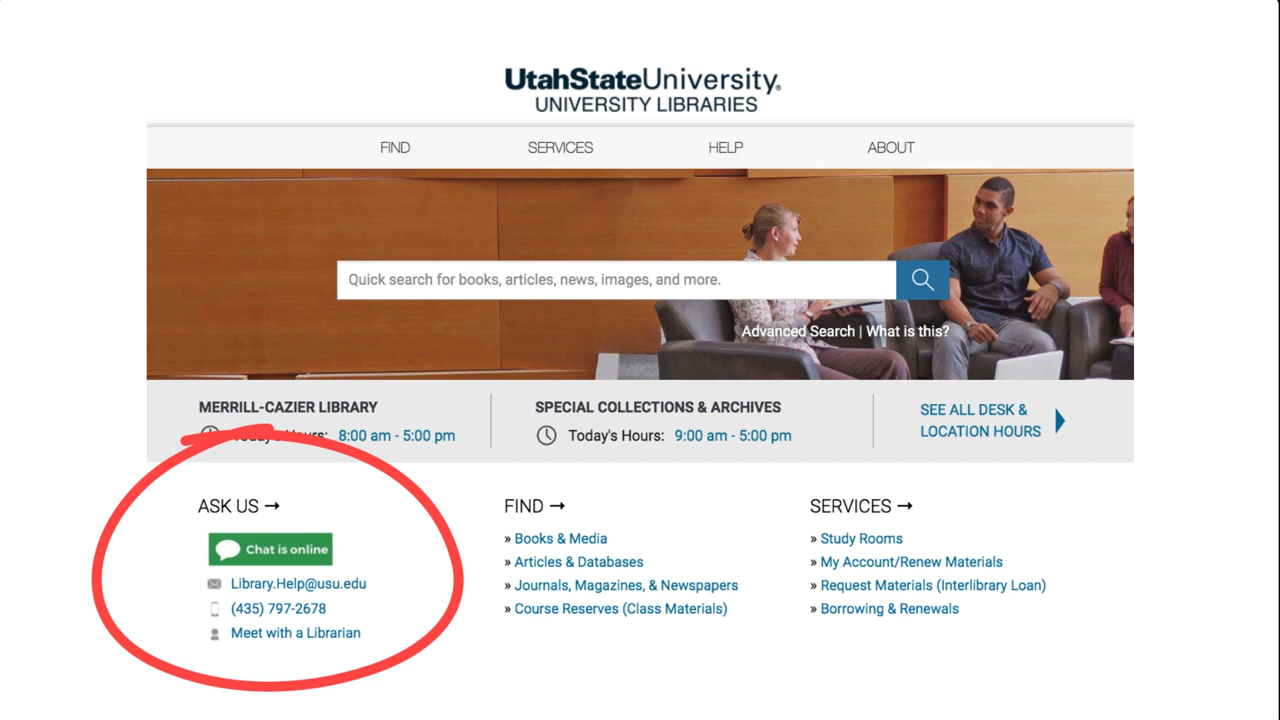 UtahStateUniversity®
UNIVERSITY LIBRARIES
FIND SERVICES HELP ABOUT
Quick search for books, articles, news, images, and more.
Advanced Search | What is this?
MERRILL-CAZIER LIBRARY
Today's Hours: 8:00 am - 5:00 pm
SPECIAL COLLECTIONS & ARCHIVES
Today's Hours: 9:00 am - 5:00 pm
SEE ALL DESK &
LOCATION HOURS
ASK US →
Chat is online
Library.Help@usu.edu
(435) 797-2678
Meet with a Librarian
FIND →
» Books & Media
» Articles & Databases
» Journals, Magazines, & Newspapers
» Course Reserves (Class Materials)
SERVICES →
» Study Rooms
» My Account/Renew Materials
» Request Materials (Interlibrary Loan)
» Borrowing & Renewals